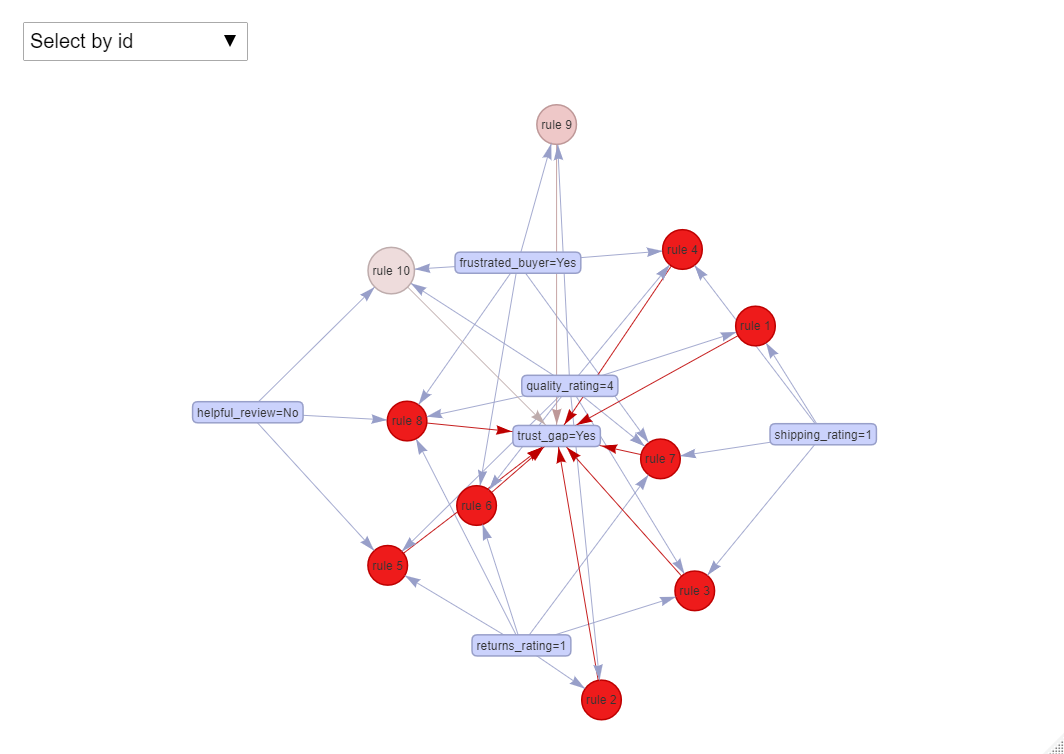 Select by id ▼
rule 9
rule 4
frustrated_buyer=Yes
rule 10
rule 1
quality_rating=4
helpful_review=No
rule 8
trust_gap=Yes
shipping_rating=1
rule 7
rule 6
rule 5
rule 3
returns_rating=1
rule 2